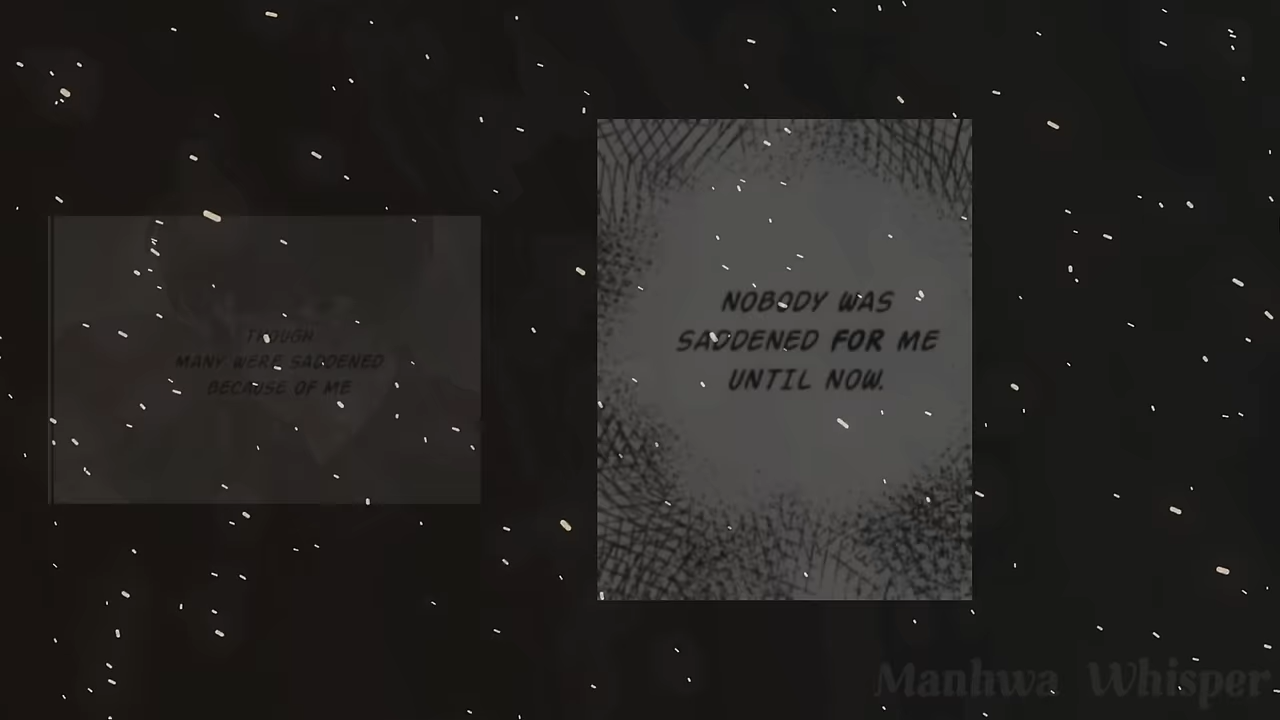 THOUGH
MANY WERE SADDENED
BECAUSE OF ME
NOBODY WAS
SADDENED FOR ME
UNTIL NOW.
Manhwa Whisper